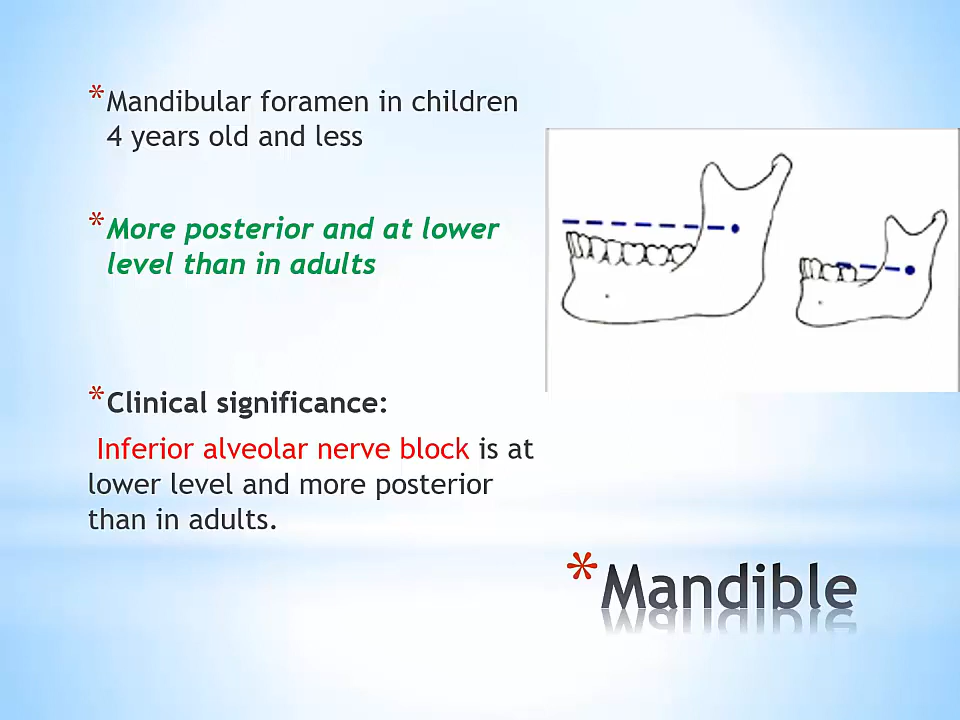 *Mandibular foramen in children
4 years old and less
*More posterior and at lower
level than in adults
*Clinical significance:
Inferior alveolar nerve block is at
lower level and more posterior
than in adults.
*Mandible